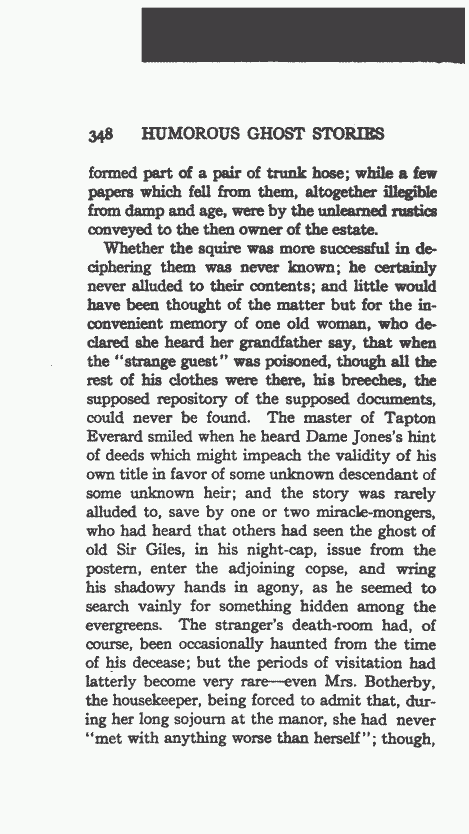 348 HUMOROUS GHOST STORIES
formed part of a pair of trunk hose; while a few
papers which fell from them, altogether illegible
from damp and age, were by the unlearned rustics
conveyed to the then owner of the estate.
Whether the squire was more successful in de-
ciphering them was never known; he certainly
never alluded to their contents; and little would
have been thought of the matter but for the in-
convenient memory of one old woman, who de-
clared she heard her grandfather say, that when
the "strange guest" was poisoned, though all the
rest of his clothes were there, his breeches, the
supposed repository of the supposed documents,
could never be found. The master of Tapton
Everard smiled when he heard Dame Jones's hint
of deeds which might impeach the validity of his
own title in favor of some unknown descendant of
some unknown heir; and the story was rarely
alluded to, save by one or two miracle-mongers,
who had heard that others had seen the ghost of
old Sir Giles, in his night-cap, issue from the
postern, enter the adjoining copse, and wring
his shadowy hands in agony, as he seemed to
search vainly for something hidden among the
evergreens. The stranger's death-room had, of
course, been occasionally haunted from the time
of his decease; but the periods of visitation had
latterly become very rare—even Mrs. Botherby,
the housekeeper, being forced to admit that, dur-
ing her long sojourn at the manor, she had never
"met with anything worse than herself"; though,